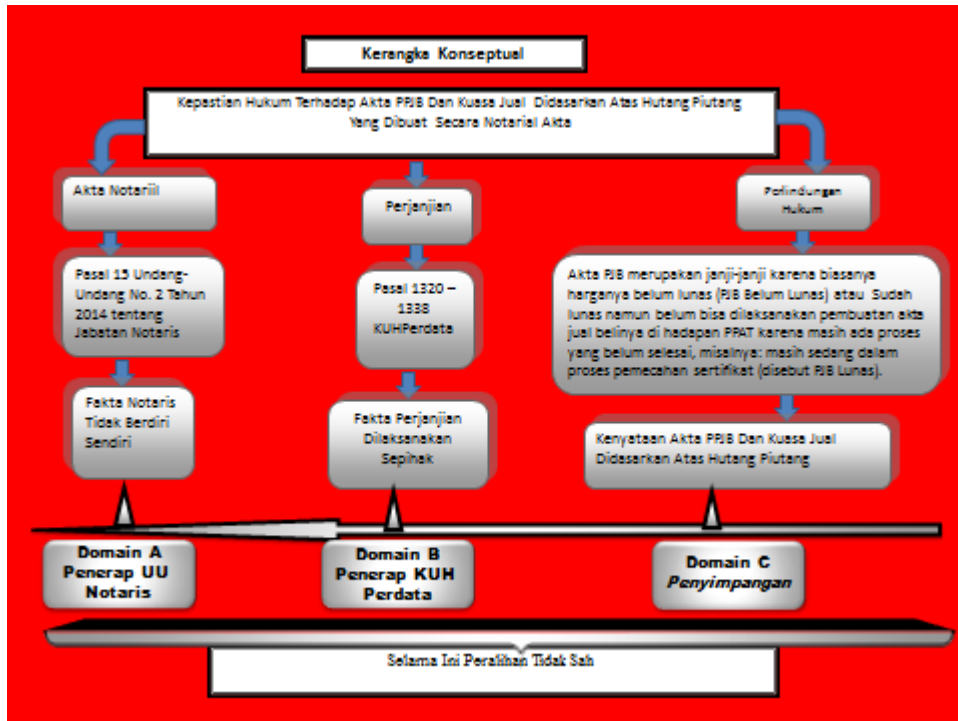 Kerangka Konseptual
Kepastian Hukum Terhadap Akta PPJB Dan Kuasa Jual Didasarkan Atas Hutang Piutang
Yang Dibuat Secara Notarial Akta
Akta Notariil
Pasal 15 Undang-
Undang No. 2 Tahun
2014 tentang
Jabatan Notaris
Fakta Notaris
Tidak Berdiri
Sendiri
Perjanjian
Pasal 1320 –
1338
KUHPerdata
Fakta Perjanjian
Dilaksanakan
Sepihak
Perlindungan
Hukum
Akta PJB merupakan janji-janji karena biasanya
harganya belum lunas (PJB Belum Lunas) atau Sudah
lunas namun belum bisa dilaksanakan pembuatan akta
jual belinya di hadapan PPAT karena masih ada proses
yang belum selesai, misalnya: masih sedang dalam
proses pemecahan sertifikat (disebut PJB Lunas).
Kenyataan Akta PPJB Dan Kuasa Jual
Didasarkan Atas Hutang Piutang
Domain A
Penerap UU
Notaris
Domain B
Penerap KUH
Perdata
Domain C
Penyimpangan
Selama Ini Peralihan Tidak Sah